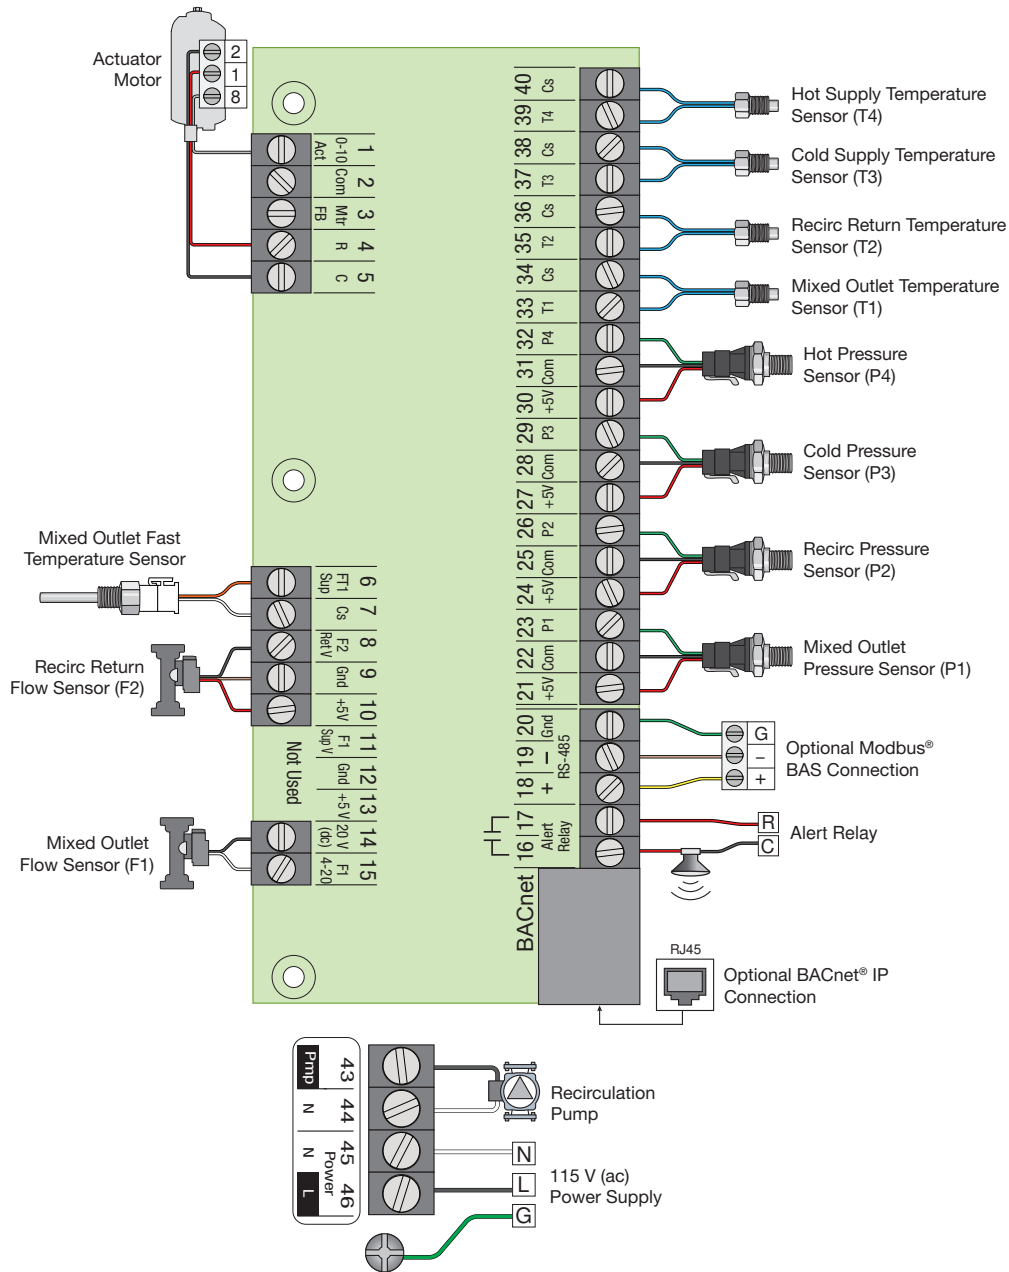 Actuator
Motor
2
1
8
1 0-10 Act
2 Com
3 Mtr FB
4 R
5 C
40 Cs
39 T4
38 Cs
37 T3
36 Cs
35 T2
34 Cs
33 T1
32 P4
31 Com
30 +5V
29 P3
28 Com
27 +5V
26 P2
25 Com
24 +5V
23 P1
22 Com
21 +5V
20 Gnd
19 –
18 +
RS-485
17
16
Alert
Relay
BACnet
Hot Supply Temperature
Sensor (T4)
Cold Supply Temperature
Sensor (T3)
Recirc Return Temperature
Sensor (T2)
Mixed Outlet Temperature
Sensor (T1)
Hot Pressure
Sensor (P4)
Cold Pressure
Sensor (P3)
Recirc Pressure
Sensor (P2)
Mixed Outlet
Pressure Sensor (P1)
G
–
+
Optional Modbus®
BAS Connection
R
C
Alert Relay
RJ45
Optional BACnet® IP
Connection
Mixed Outlet Fast
Temperature Sensor
Recirc Return
Flow Sensor (F2)
Mixed Outlet
Flow Sensor (F1)
6 FT1 Sup
7 Cs
8 F2 Ret V
9 Gnd
10 +5V
11 F1 Sup V
12 Gnd
13 +5 V
Not Used
14 20 V (dc)
15 F1 4-20
43 Pmp
44 N
45 N
46 L
Power
Recirculation
Pump
N
L
G
115 V (ac)
Power Supply